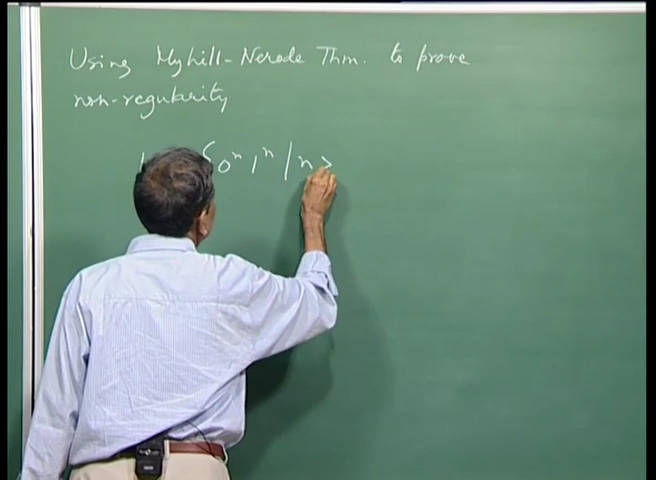 Using Myhill-Nerode Thm. to prove
non-regularity
{0ⁿ1ⁿ | n >